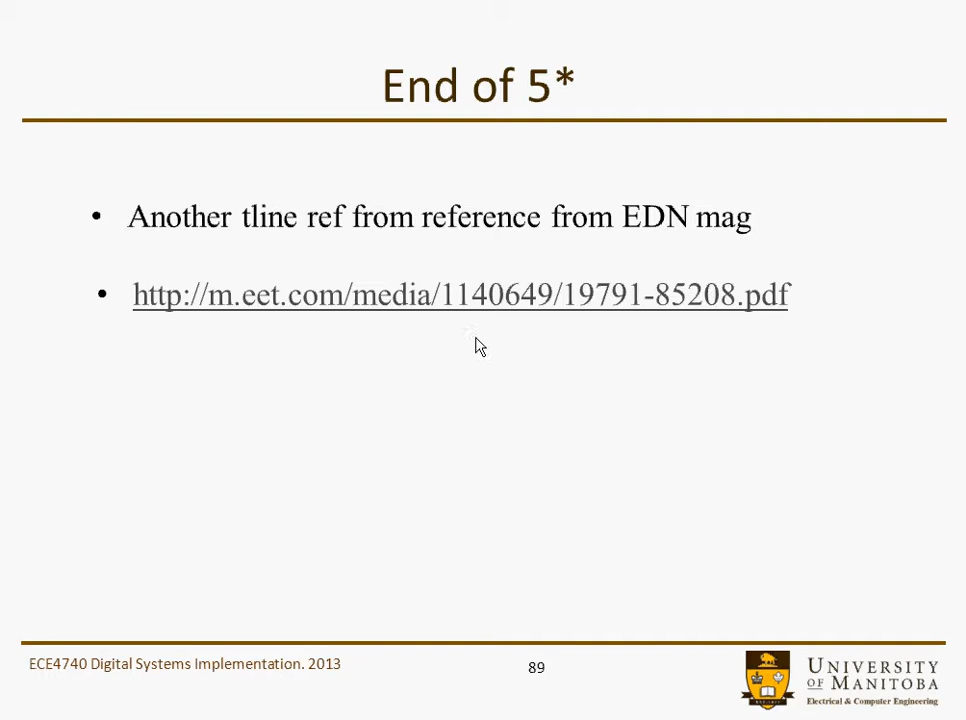 End of 5*
• Another tline ref from reference from EDN mag
• http://m.eet.com/media/1140649/19791-85208.pdf
ECE4740 Digital Systems Implementation. 2013
89
UNIVERSITY
OF MANITOBA
Electrical & Computer Engineering